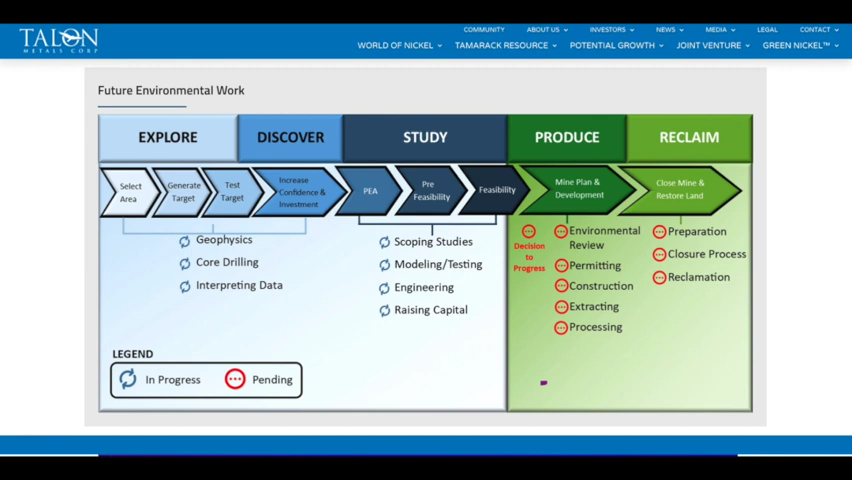 COMMUNITY ABOUT US INVESTORS NEWS MEDIA LEGAL CONTACT
TALON
METALS CORP
WORLD OF NICKEL TAMARACK RESOURCE POTENTIAL GROWTH JOINT VENTURE GREEN NICKEL™
Future Environmental Work
EXPLORE DISCOVER STUDY PRODUCE RECLAIM
Select
Area
Generate
Target
Test
Target
Increase
Confidence &
Investment
PEA
Pre
Feasibility
Feasibility
Mine Plan &
Development
Close Mine &
Restore Land
Geophysics
Core Drilling
Interpreting Data
Scoping Studies
Modeling/Testing
Engineering
Raising Capital
Decision
to
Progress
Environmental
Review
Permitting
Construction
Extracting
Processing
Preparation
Closure Process
Reclamation
LEGEND
In Progress Pending